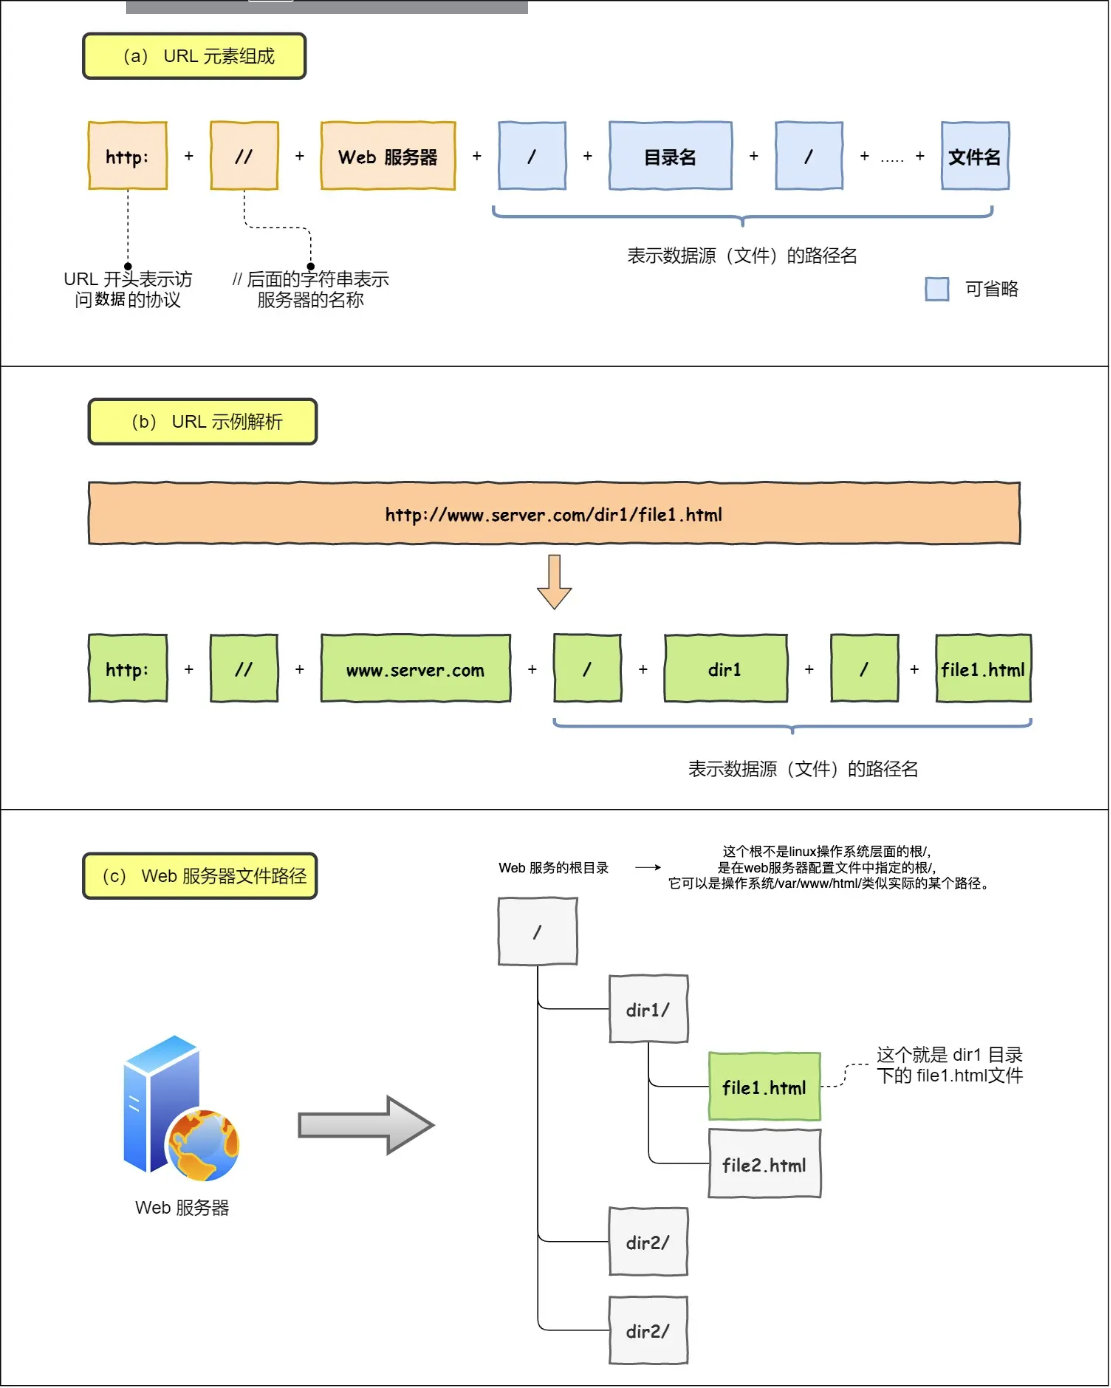 （a） URL 元素组成
http: + // + Web 服务器 + / + 目录名 + / + ..... + 文件名
表示数据源（文件）的路径名
URL 开头表示访
问数据的协议
// 后面的字符串表示
服务器的名称
可省略
（b） URL 示例解析
http://www.server.com/dir1/file1.html
http: + // + www.server.com + / + dir1 + / + file1.html
表示数据源（文件）的路径名
（c） Web 服务器文件路径
Web 服务的根目录
这个根不是linux操作系统层面的根/，
是在web服务器配置文件中指定的根/，
它可以是操作系统/var/www/html/类似实际的某个路径。
/
dir1/
file1.html
这个就是 dir1 目录
下的 file1.html文件
file2.html
Web 服务器
dir2/
dir2/